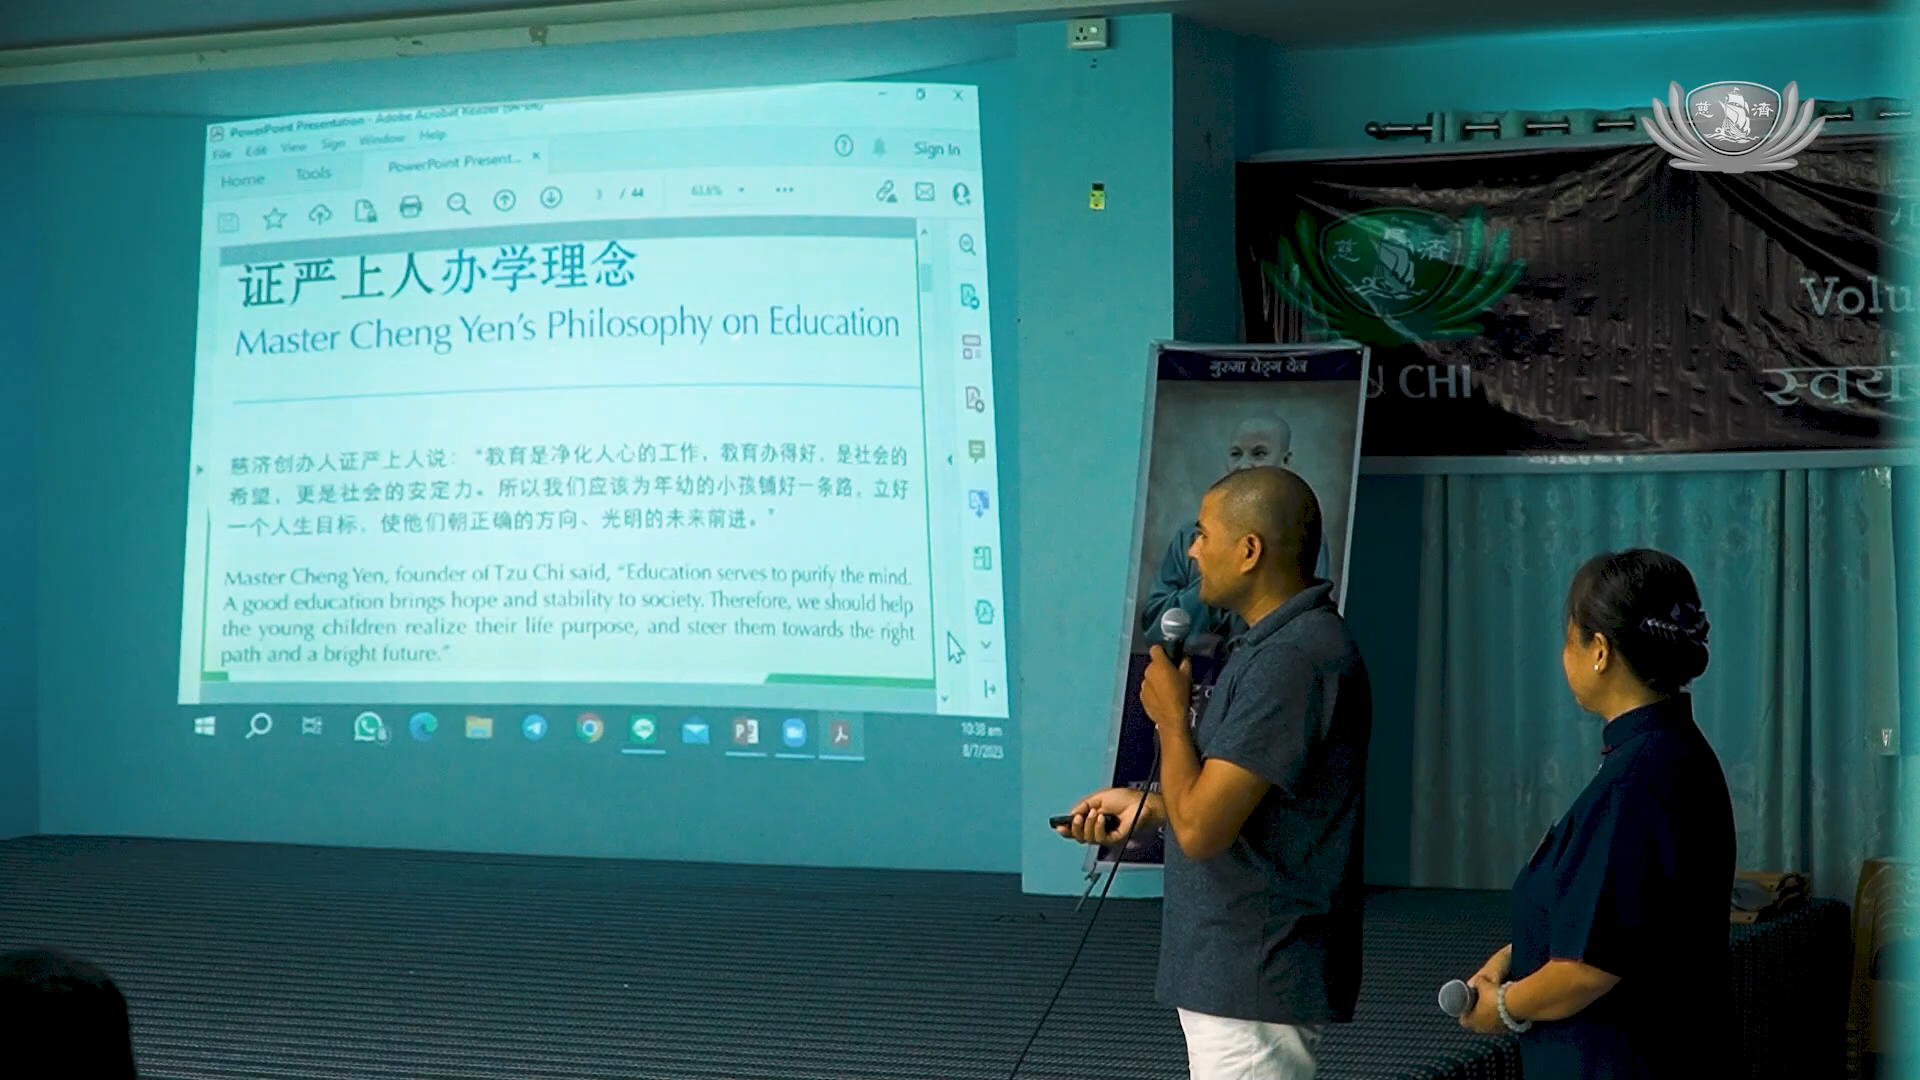 PowerPoint Presentation - Adobe Acrobat Reader
File Edit View Sign Window Help
Home Tools PowerPoint Present... ×
Sign In
/ 44
63.6%
证严上人办学理念
Master Cheng Yen's Philosophy on Education
慈济创办人证严上人说：“教育是净化人心的工作，教育办得好，是社会的
希望，更是社会的安定力。所以我们应该为年幼的小孩铺好一条路，立好
一个人生目标，使他们朝正确的方向、光明的未来前进。”
Master Cheng Yen, founder of Tzu Chi said, “Education serves to purify the mind.
A good education brings hope and stability to society. Therefore, we should help
the young children realize their life purpose, and steer them towards the right
path and a bright future.”
10:38 am
8/7/2023
गुरुमा चेङ्ग येन
慈 濟
CHI
Volu
स्वयं
慈 濟